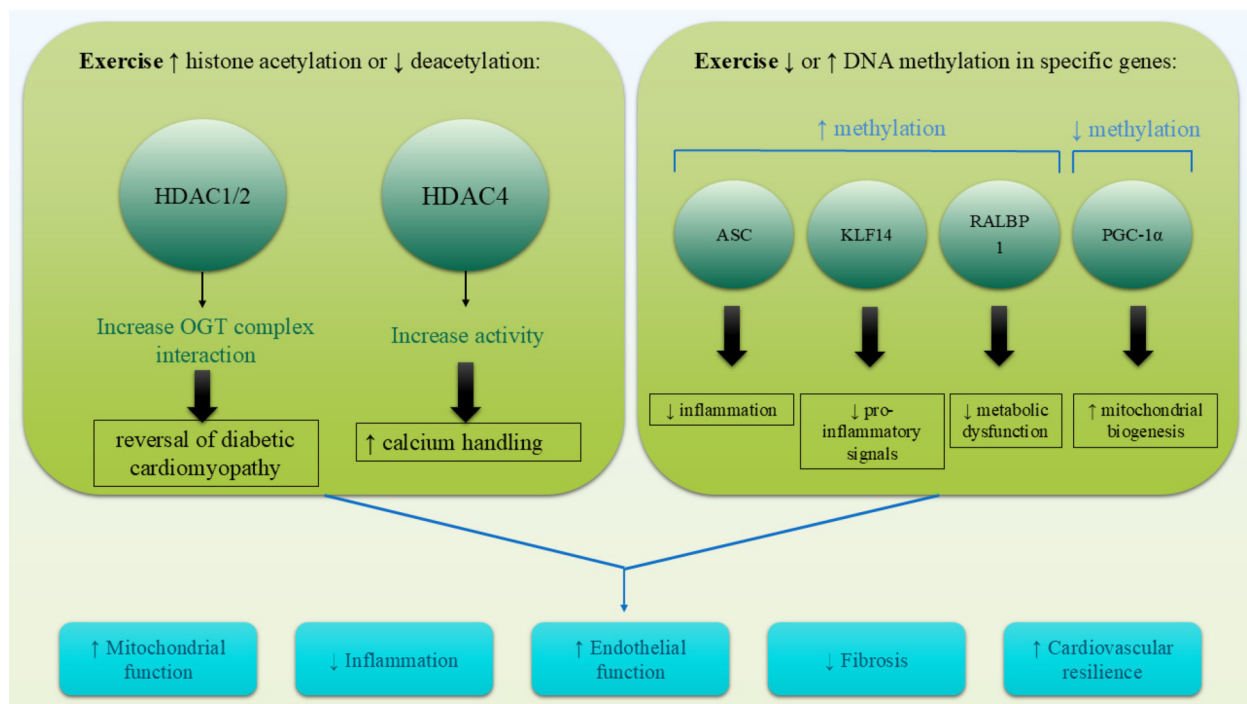 Exercise ↑ histone acetylation or ↓ deacetylation:
HDAC1/2
HDAC4
Increase OGT complex
interaction
Increase activity
reversal of diabetic
cardiomyopathy
↑ calcium handling
Exercise ↓ or ↑ DNA methylation in specific genes:
↑ methylation
↓ methylation
ASC
KLF14
RALBP
1
PGC-1α
↓ inflammation
↓ pro-
inflammatory
signals
↓ metabolic
dysfunction
↑ mitochondrial
biogenesis
↑ Mitochondrial
function
↓ Inflammation
↑ Endothelial
function
↓ Fibrosis
↑ Cardiovascular
resilience